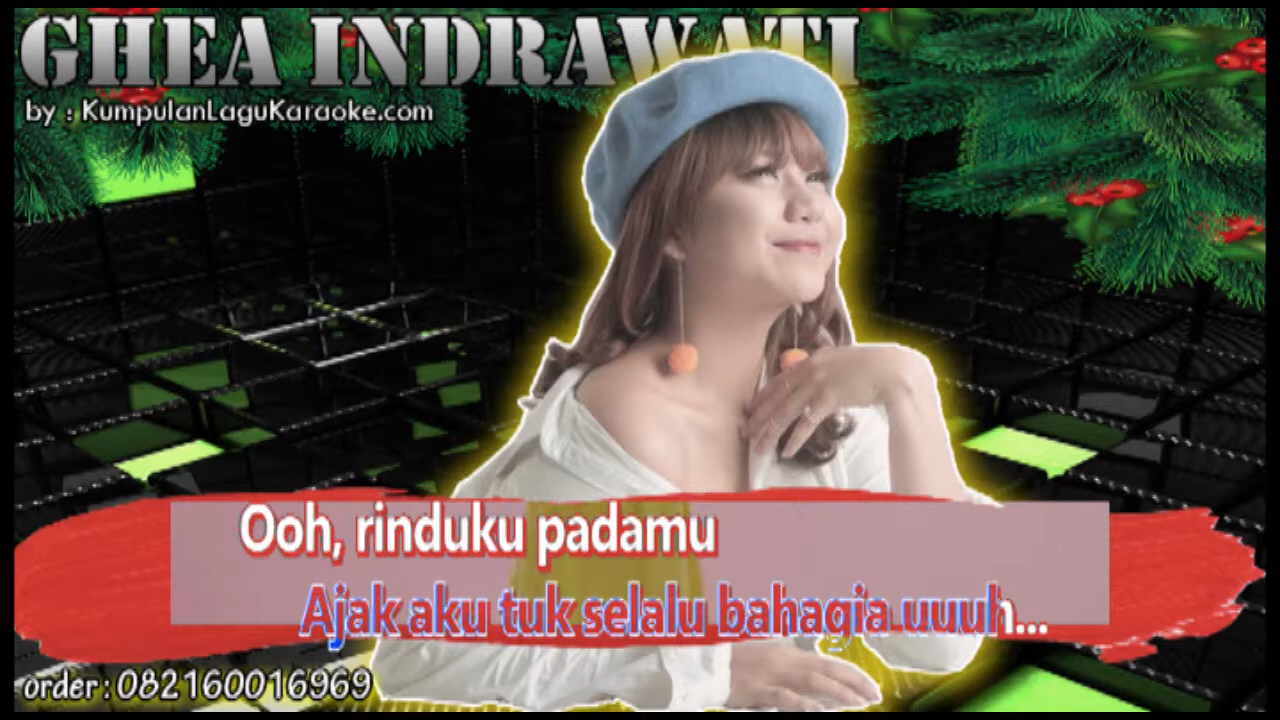 GHEA INDRAWATI
by : KumpulanLaguKaraoke.com
Ooh, rinduku padamu
Ajak aku tuk selalu bahagia uuuh...
order : 082160016969